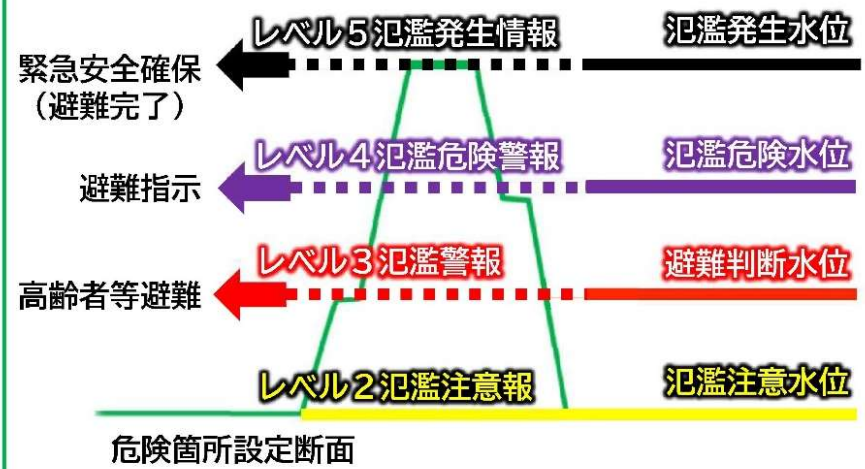 レベル５氾濫発生情報 氾濫発生水位
緊急安全確保
（避難完了）
レベル４氾濫危険警報 氾濫危険水位
避難指示
レベル３氾濫警報 避難判断水位
高齢者等避難
レベル２氾濫注意報 氾濫注意水位
危険箇所設定断面